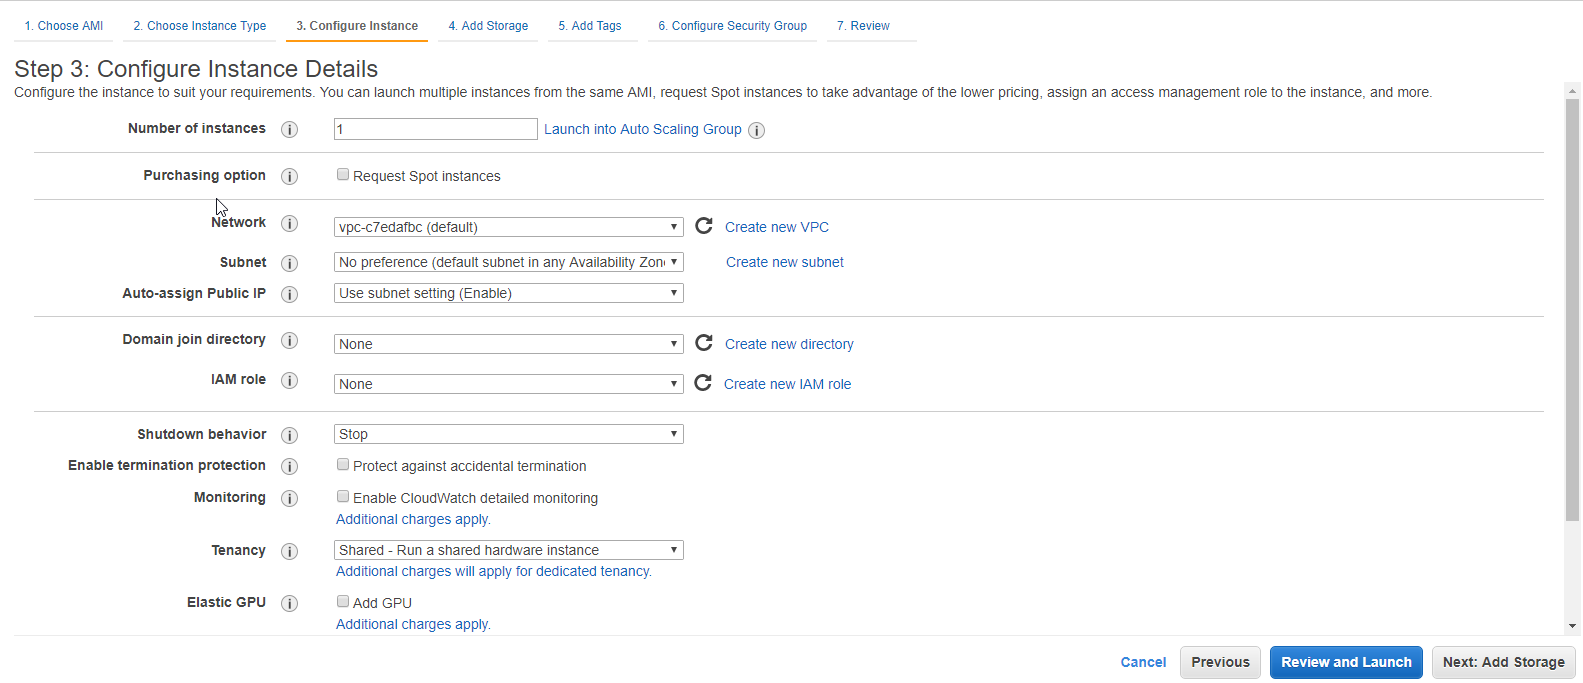 1. Choose AMI 2. Choose Instance Type 3. Configure Instance 4. Add Storage 5. Add Tags 6. Configure Security Group 7. Review
Step 3: Configure Instance Details
Configure the instance to suit your requirements. You can launch multiple instances from the same AMI, request Spot instances to take advantage of the lower pricing, assign an access management role to the instance, and more.
Number of instances i 1 Launch into Auto Scaling Group i
Purchasing option i Request Spot instances
Network i vpc-c7edafbc (default) Create new VPC
Subnet i No preference (default subnet in any Availability Zon Create new subnet
Auto-assign Public IP i Use subnet setting (Enable)
Domain join directory i None Create new directory
IAM role i None Create new IAM role
Shutdown behavior i Stop
Enable termination protection i Protect against accidental termination
Monitoring i Enable CloudWatch detailed monitoring
Additional charges apply.
Tenancy i Shared - Run a shared hardware instance
Additional charges will apply for dedicated tenancy.
Elastic GPU i Add GPU
Additional charges apply.
Cancel Previous Review and Launch Next: Add Storage